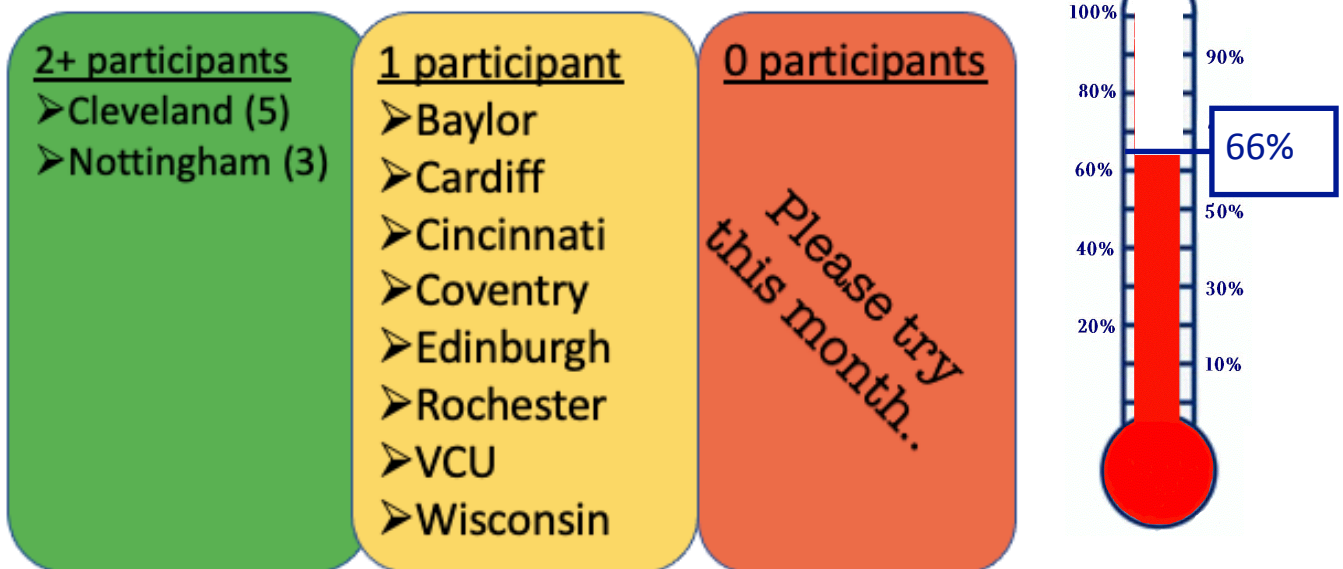 2+ participants
➤Cleveland (5)
➤Nottingham (3)
1 participant
➤Baylor
➤Cardiff
➤Cincinnati
➤Coventry
➤Edinburgh
➤Rochester
➤VCU
➤Wisconsin
0 participants
Please try
this month..
100%
90%
80%
66%
60%
50%
40%
30%
20%
10%